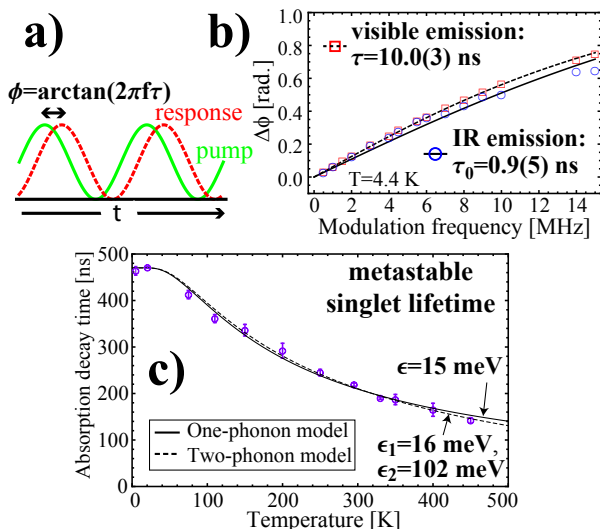 a)
ϕ=arctan(2πfτ)
response
pump
t
b)
Δϕ [rad.]
1.0
0.8
0.6
0.4
0.2
0.0
visible emission:
τ=10.0(3) ns
IR emission:
τ0=0.9(5) ns
T=4.4 K
0 2 4 6 8 10 12 14
Modulation frequency [MHz]
c)
Absorption decay time [ns]
500
400
300
200
100
0
metastable
singlet lifetime
ϵ=15 meV
ϵ1=16 meV,
ϵ2=102 meV
One-phonon model
Two-phonon model
0 100 200 300 400 500
Temperature [K]